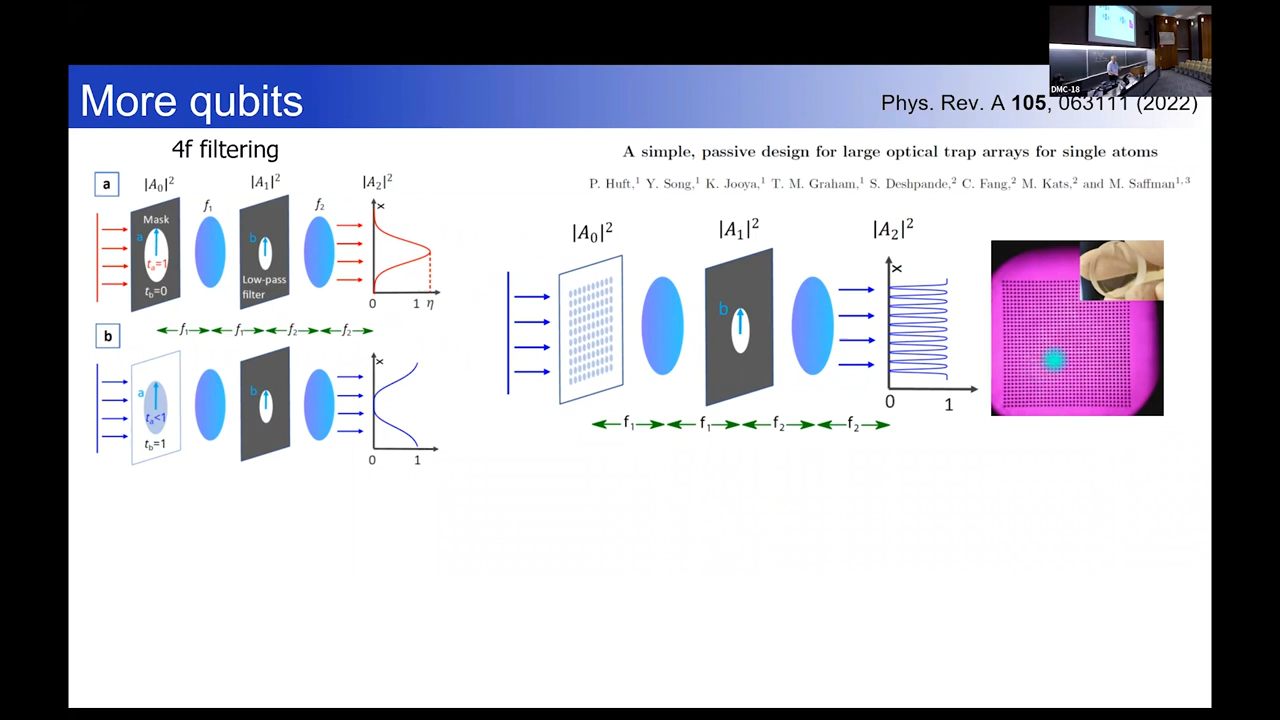 DMC-18
More qubits
Phys. Rev. A 105, 063111 (2022)
4f filtering
A simple, passive design for large optical trap arrays for single atoms
P. Huft,¹ Y. Song,¹ K. Jooya,¹ T. M. Graham,¹ S. Deshpande,² C. Fang,² M. Kats,² and M. Saffman¹,³
a
|A₀|² |A₁|² |A₂|²
f₁ f₂
Mask
a
tₐ=1
t_b=0
b
Low-pass
filter
x
0 1 η
f₁ f₁ f₂ f₂
b
a
tₐ<1
t_b=1
b
x
0 1
|A₀|² |A₁|² |A₂|²
b
x
0 1
f₁ f₁ f₂ f₂